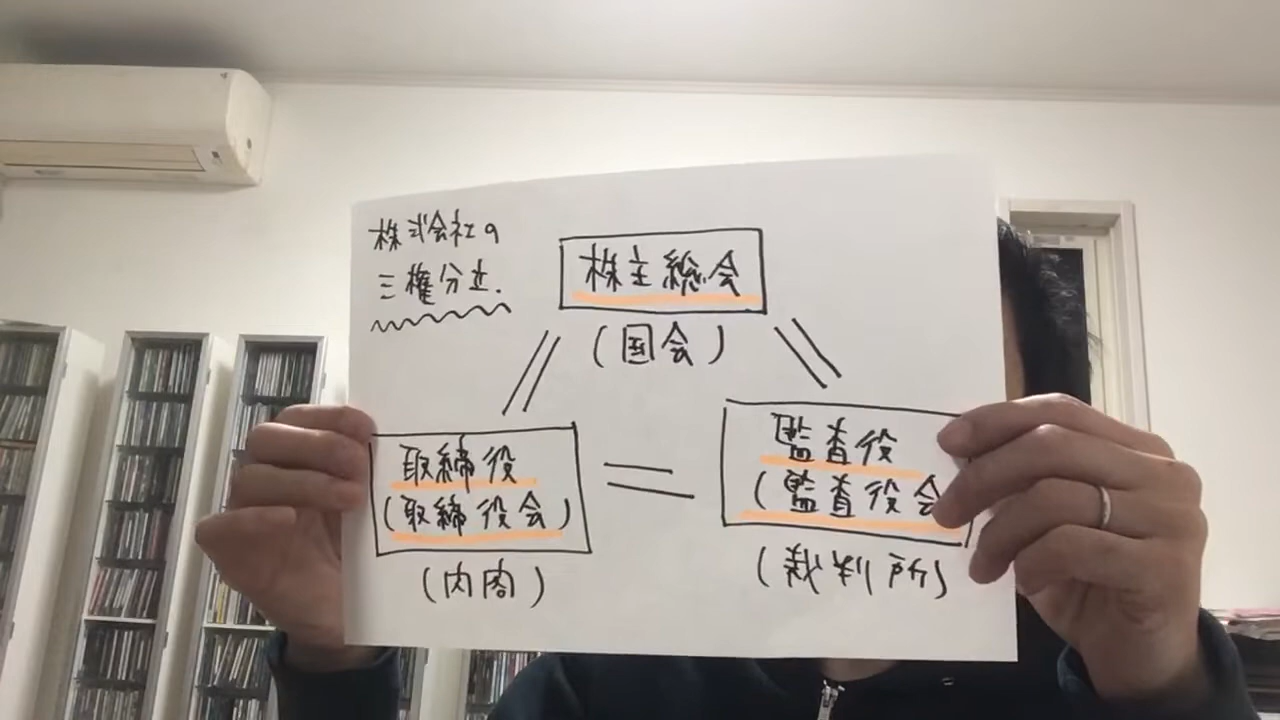 株式会社の
三権分立.
株主総会
(国会)
取締役
(取締役会)
(内閣)
監査役
(監査役会
(裁判所)